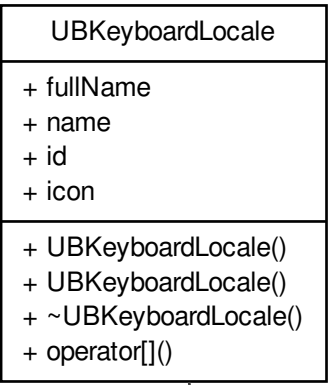 UBKeyboardLocale
+ fullName
+ name
+ id
+ icon
+ UBKeyboardLocale()
+ UBKeyboardLocale()
+ ~UBKeyboardLocale()
+ operator[]()